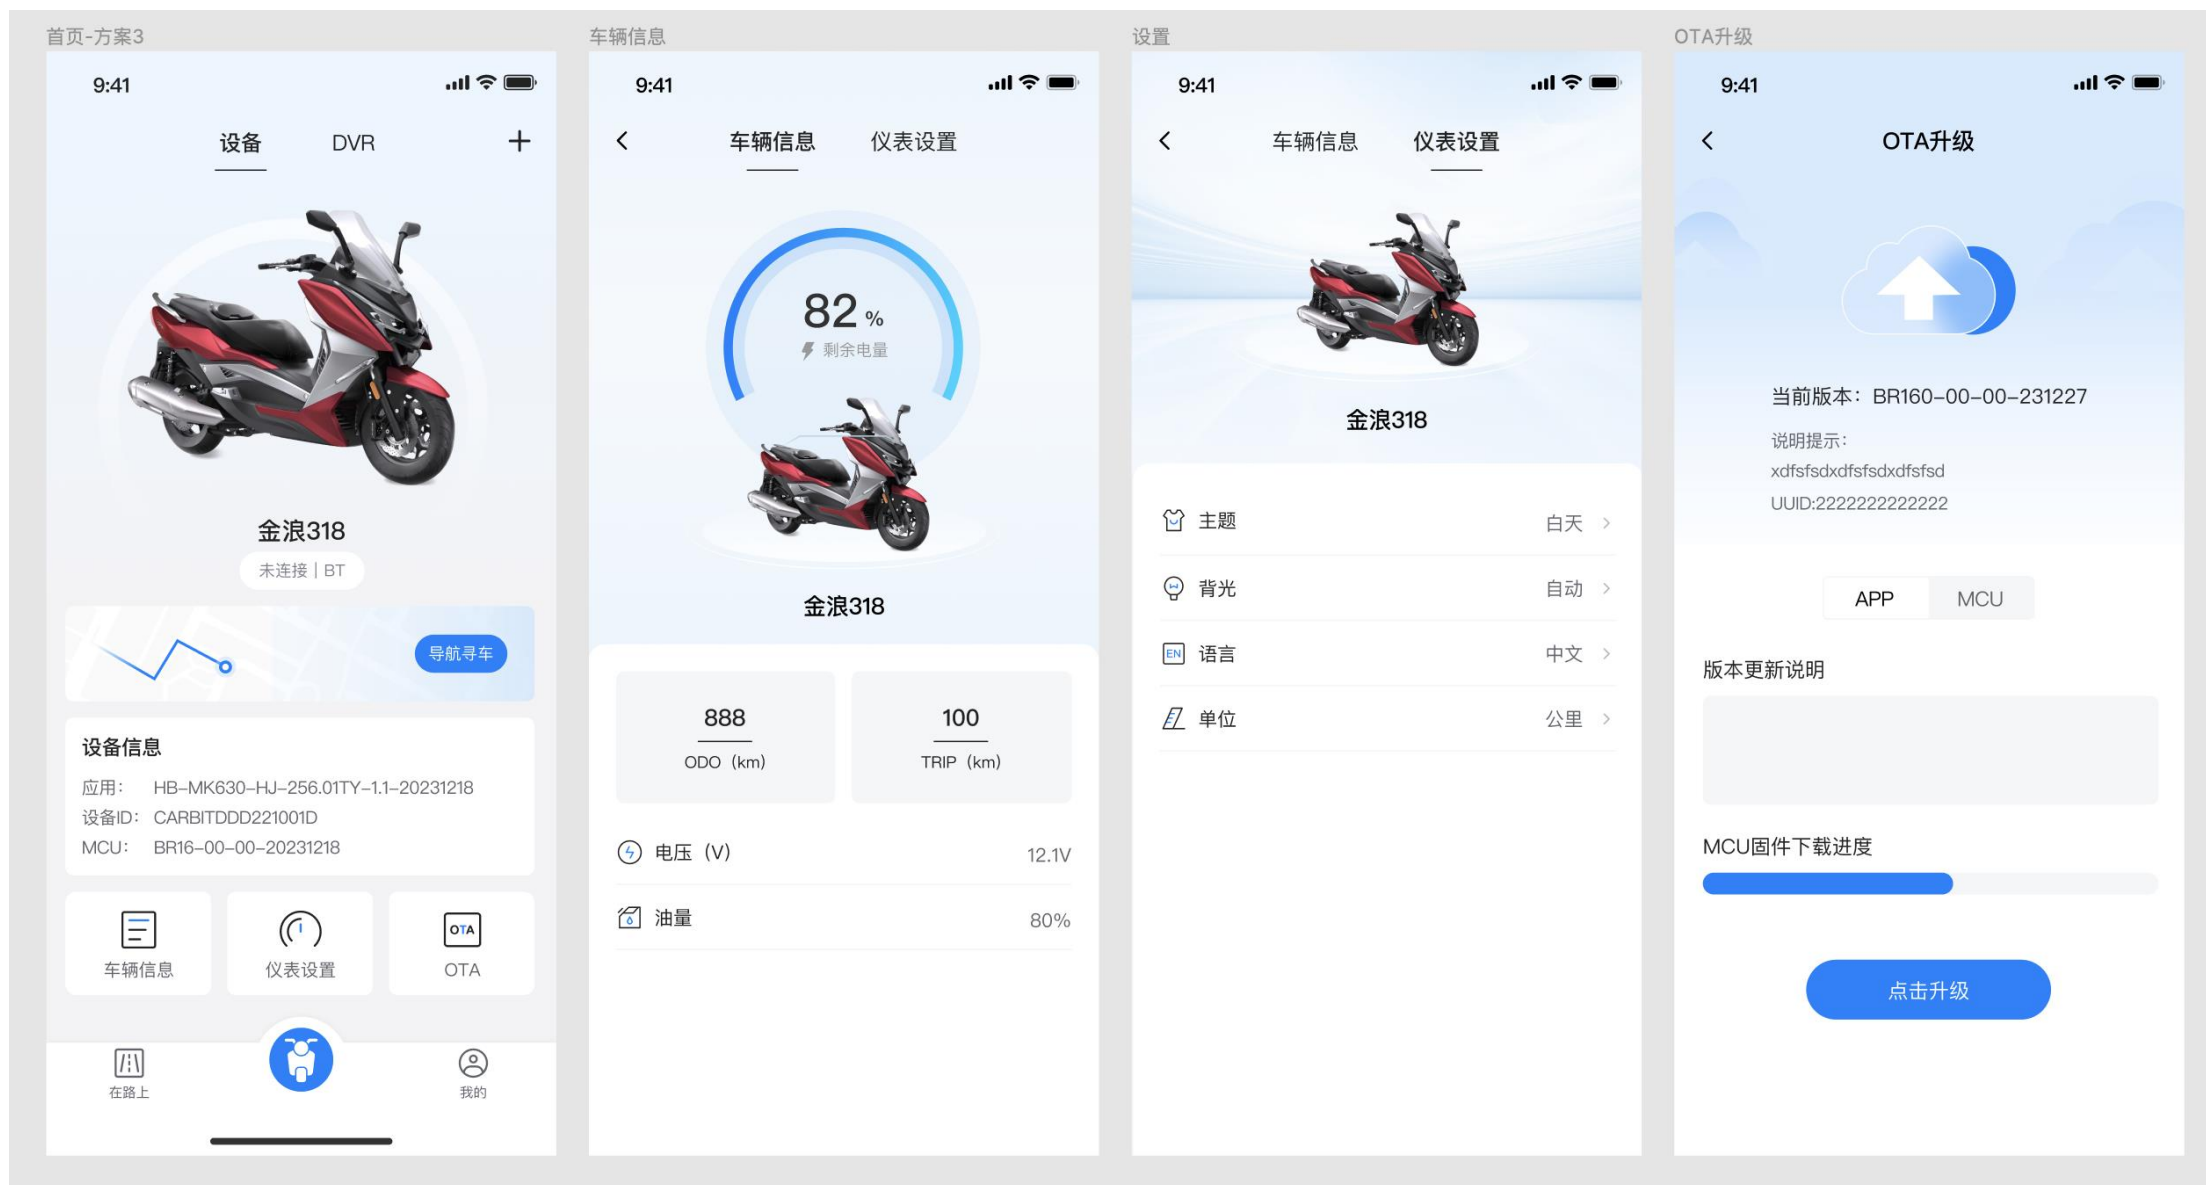 首页-方案3
9:41
设备 DVR
金浪318
未连接｜BT
导航寻车
设备信息
应用： HB-MK630-HJ-256.01TY-1.1-20231218
设备ID： CARBITDDD221001D
MCU： BR16-00-00-20231218
OTA
车辆信息 仪表设置 OTA
在路上 我的
车辆信息
9:41
车辆信息 仪表设置
82 %
剩余电量
金浪318
888 100
ODO（km） TRIP（km）
电压（V） 12.1V
油量 80%
设置
9:41
车辆信息 仪表设置
金浪318
主题 白天
背光 自动
EN 语言 中文
单位 公里
OTA升级
9:41
OTA升级
当前版本：BR160-00-00-231227
说明提示：
xdfsfsdxdfsfsdxdfsfsd
UUID:2222222222222
APP MCU
版本更新说明
MCU固件下载进度
点击升级